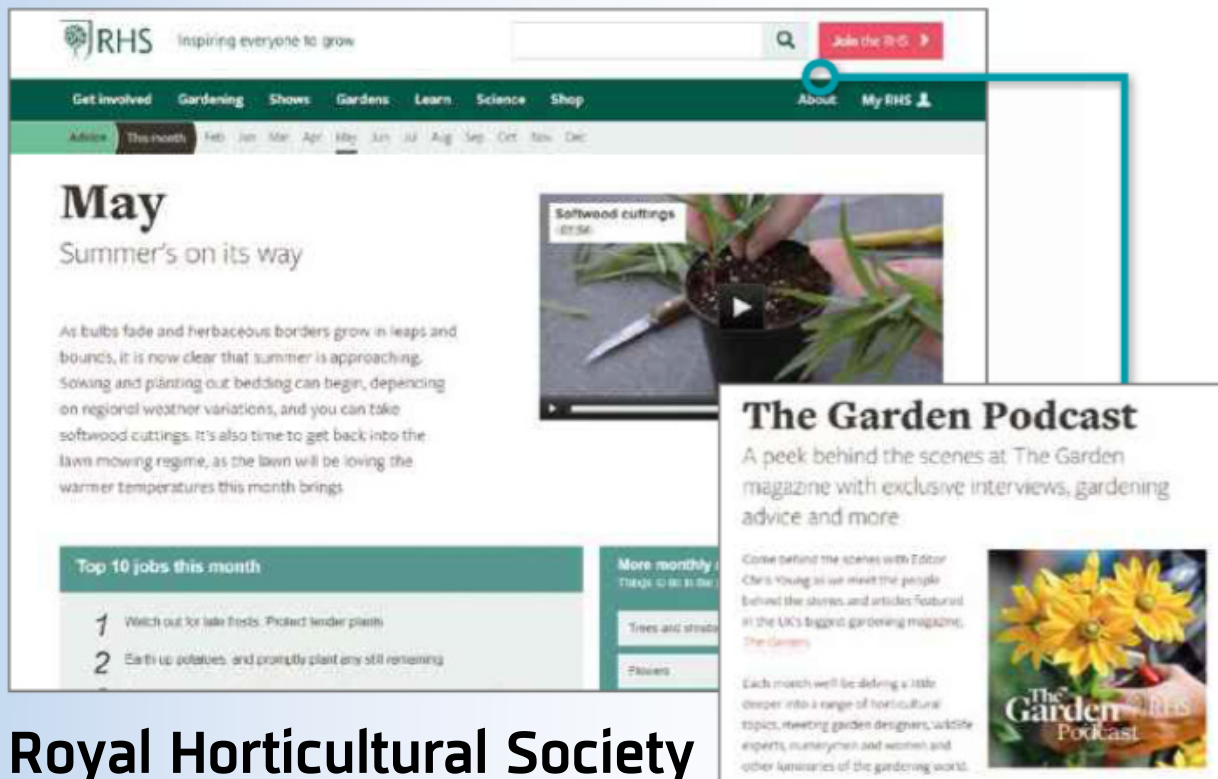 RHS Inspiring everyone to grow
Join the RHS
Get involved Gardening Shows Gardens Learn Science Shop About My RHS
Advice This month Feb Jan Mar Apr May Jun Jul Aug Sep Oct Nov Dec
May
Summer's on its way
As bulbs fade and herbaceous borders grow in leaps and
bounds, it is now clear that summer is approaching.
Sowing and planting out bedding can begin, depending
on regional weather variations, and you can take
softwood cuttings. It's also time to get back into the
lawn mowing regime, as the lawn will be loving the
warmer temperatures this month brings
Softwood cuttings
Top 10 jobs this month
1 Watch out for late frosts. Protect tender plants
2 Earth up potatoes, and promptly plant any still remaining
More monthly
Things to do in the
Trees and
Flowers
The Garden Podcast
A peek behind the scenes at The Garden
magazine with exclusive interviews, gardening
advice and more
Come behind the scenes with Editor
Chris Young as we meet the people
behind the stories and articles featured
in the UK's biggest gardening magazine,
The Garden
Each month we'll be delving a little
deeper into a range of horticultural
topics, meeting garden designers, wildlife
experts, nurserymen and women and
other luminaries of the gardening world.
The
Garden RHS
Podcast
Royal Horticultural Society